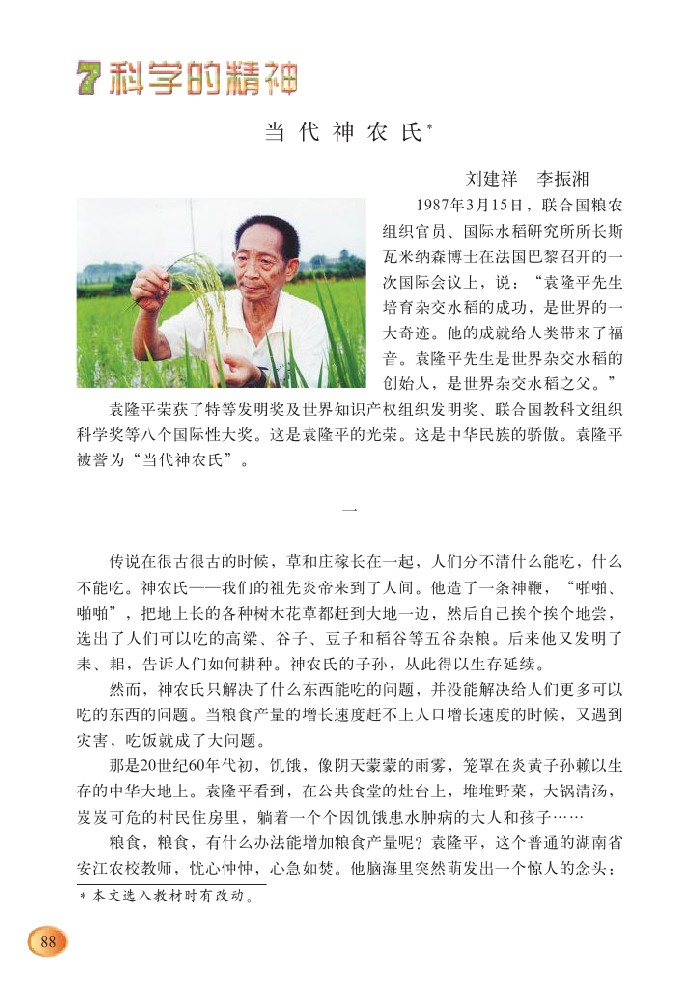 7 科学的精神
当代神农氏*
刘建祥 李振湘
1987年3月15日，联合国粮农
组织官员、国际水稻研究所所长斯
瓦米纳森博士在法国巴黎召开的一
次国际会议上，说：“袁隆平先生
培育杂交水稻的成功，是世界的一
大奇迹。他的成就给人类带来了福
音。袁隆平先生是世界杂交水稻的
创始人，是世界杂交水稻之父。”
袁隆平荣获了特等发明奖及世界知识产权组织发明奖、联合国教科文组织
科学奖等八个国际性大奖。这是袁隆平的光荣。这是中华民族的骄傲。袁隆平
被誉为“当代神农氏”。
一
传说在很古很古的时候，草和庄稼长在一起，人们分不清什么能吃，什么
不能吃。神农氏——我们的祖先炎帝来到了人间。他造了一条神鞭，“啪啪、
啪啪”，把地上长的各种树木花草都赶到大地一边，然后自己挨个挨个地尝，
选出了人们可以吃的高粱、谷子、豆子和稻谷等五谷杂粮。后来他又发明了
耒、耜，告诉人们如何耕种。神农氏的子孙，从此得以生存延续。
然而，神农氏只解决了什么东西能吃的问题，并没能解决给人们更多可以
吃的东西的问题。当粮食产量的增长速度赶不上人口增长速度的时候，又遇到
灾害，吃饭就成了大问题。
那是20世纪60年代初，饥饿，像阴天蒙蒙的雨雾，笼罩在炎黄子孙赖以生
存的中华大地上。袁隆平看到，在公共食堂的灶台上，堆堆野菜，大锅清汤，
岌岌可危的村民住房里，躺着一个个因饥饿患水肿病的大人和孩子……
粮食，粮食，有什么办法能增加粮食产量呢？袁隆平，这个普通的湖南省
安江农校教师，忧心忡忡，心急如焚。他脑海里突然萌发出一个惊人的念头：
*本文选入教材时有改动。
88